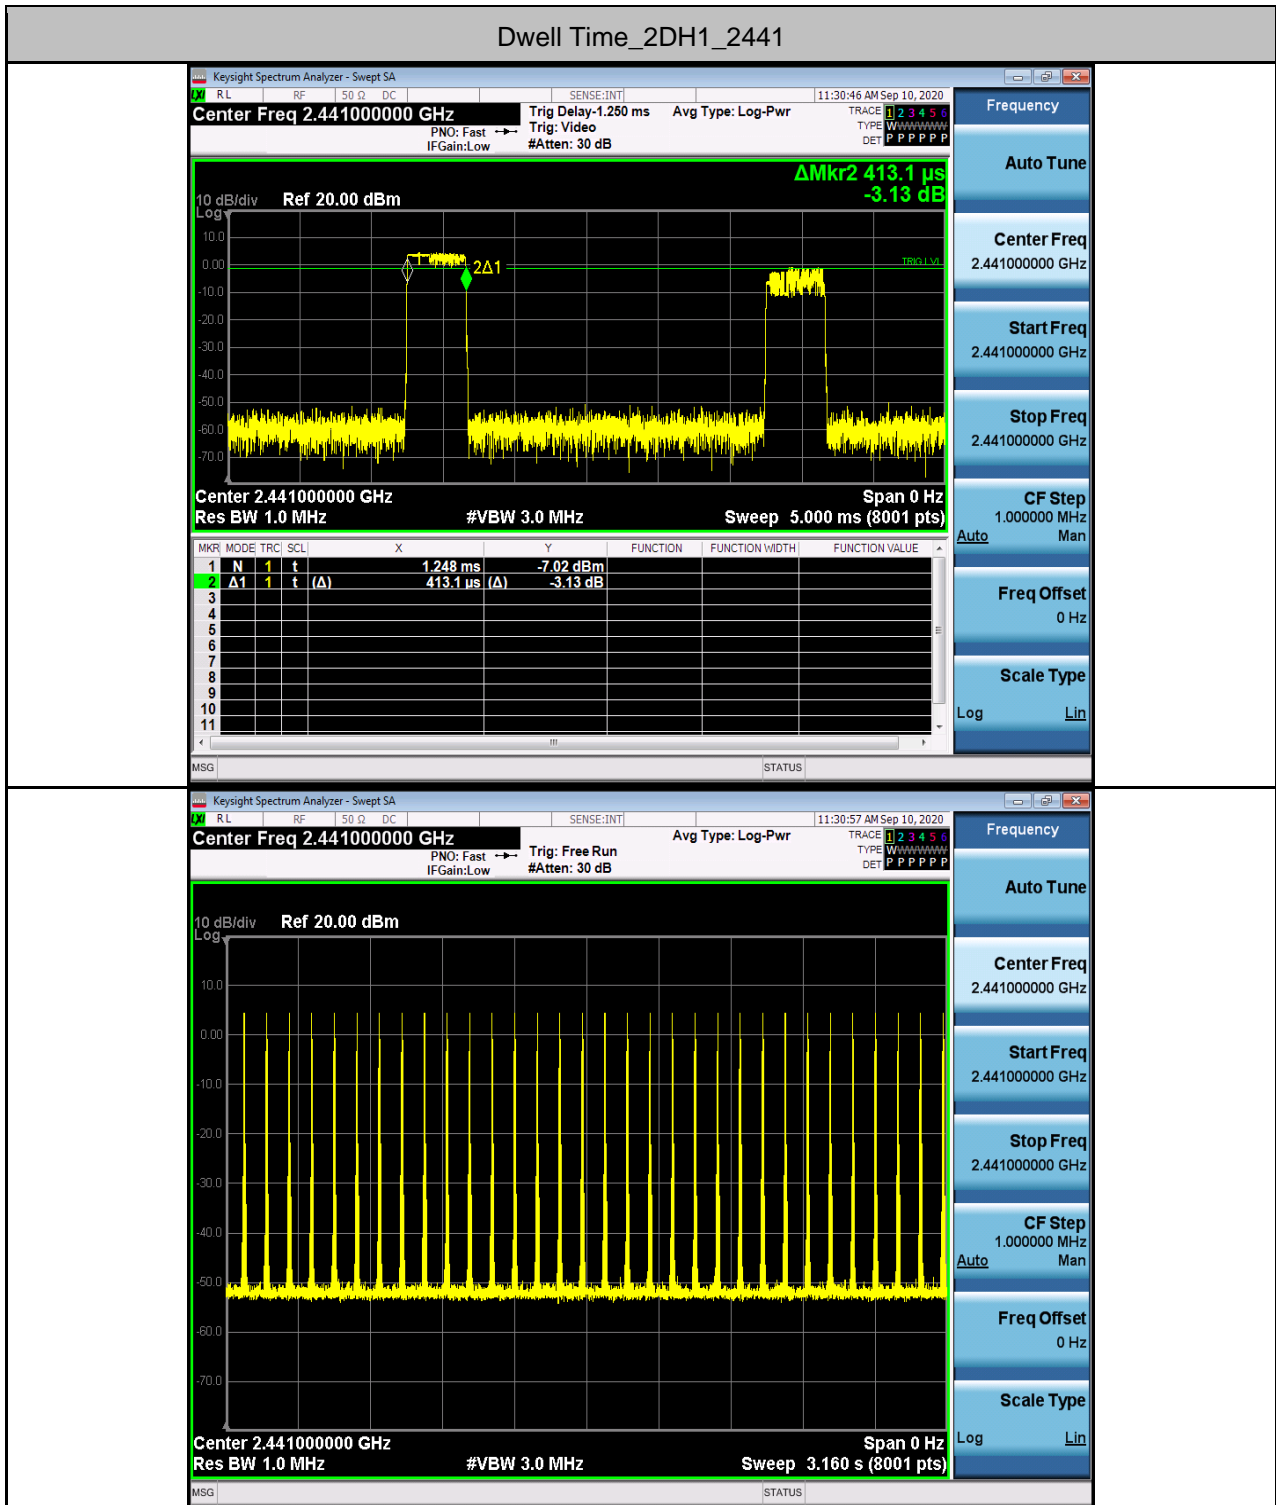 Dwell Time_2DH1_2441
Keysight Spectrum Analyzer - Swept SA
LXI RL RF 50 Ω DC SENSE:INT 11:30:46 AM Sep 10, 2020
Center Freq 2.441000000 GHz
PNO: Fast
IFGain:Low
Trig Delay-1.250 ms
Trig: Video
#Atten: 30 dB
Avg Type: Log-Pwr
TRACE 1 2 3 4 5 6
TYPE WWWWWW
DET P P P P P P
ΔMkr2 413.1 µs
-3.13 dB
10 dB/div Ref 20.00 dBm
Log
10.0
0.00
-10.0
-20.0
-30.0
-40.0
-50.0
-60.0
-70.0
2Δ1
TRIG LVL
Center 2.441000000 GHz Span 0 Hz
Res BW 1.0 MHz #VBW 3.0 MHz Sweep 5.000 ms (8001 pts)
MKR MODE TRC SCL X Y FUNCTION FUNCTION WIDTH FUNCTION VALUE
1 N 1 t 1.248 ms -7.02 dBm
2 Δ1 1 t (Δ) 413.1 µs (Δ) -3.13 dB
3
4
5
6
7
8
9
10
11
MSG STATUS
Frequency
Auto Tune
Center Freq
2.441000000 GHz
Start Freq
2.441000000 GHz
Stop Freq
2.441000000 GHz
CF Step
1.000000 MHz
Auto Man
Freq Offset
0 Hz
Scale Type
Log Lin
Keysight Spectrum Analyzer - Swept SA
LXI RL RF 50 Ω DC SENSE:INT 11:30:57 AM Sep 10, 2020
Center Freq 2.441000000 GHz
PNO: Fast
IFGain:Low
Trig: Free Run
#Atten: 30 dB
Avg Type: Log-Pwr
TRACE 1 2 3 4 5 6
TYPE WWWWWW
DET P P P P P P
10 dB/div Ref 20.00 dBm
Log
10.0
0.00
-10.0
-20.0
-30.0
-40.0
-50.0
-60.0
-70.0
Center 2.441000000 GHz Span 0 Hz
Res BW 1.0 MHz #VBW 3.0 MHz Sweep 3.160 s (8001 pts)
MSG STATUS
Frequency
Auto Tune
Center Freq
2.441000000 GHz
Start Freq
2.441000000 GHz
Stop Freq
2.441000000 GHz
CF Step
1.000000 MHz
Auto Man
Freq Offset
0 Hz
Scale Type
Log Lin